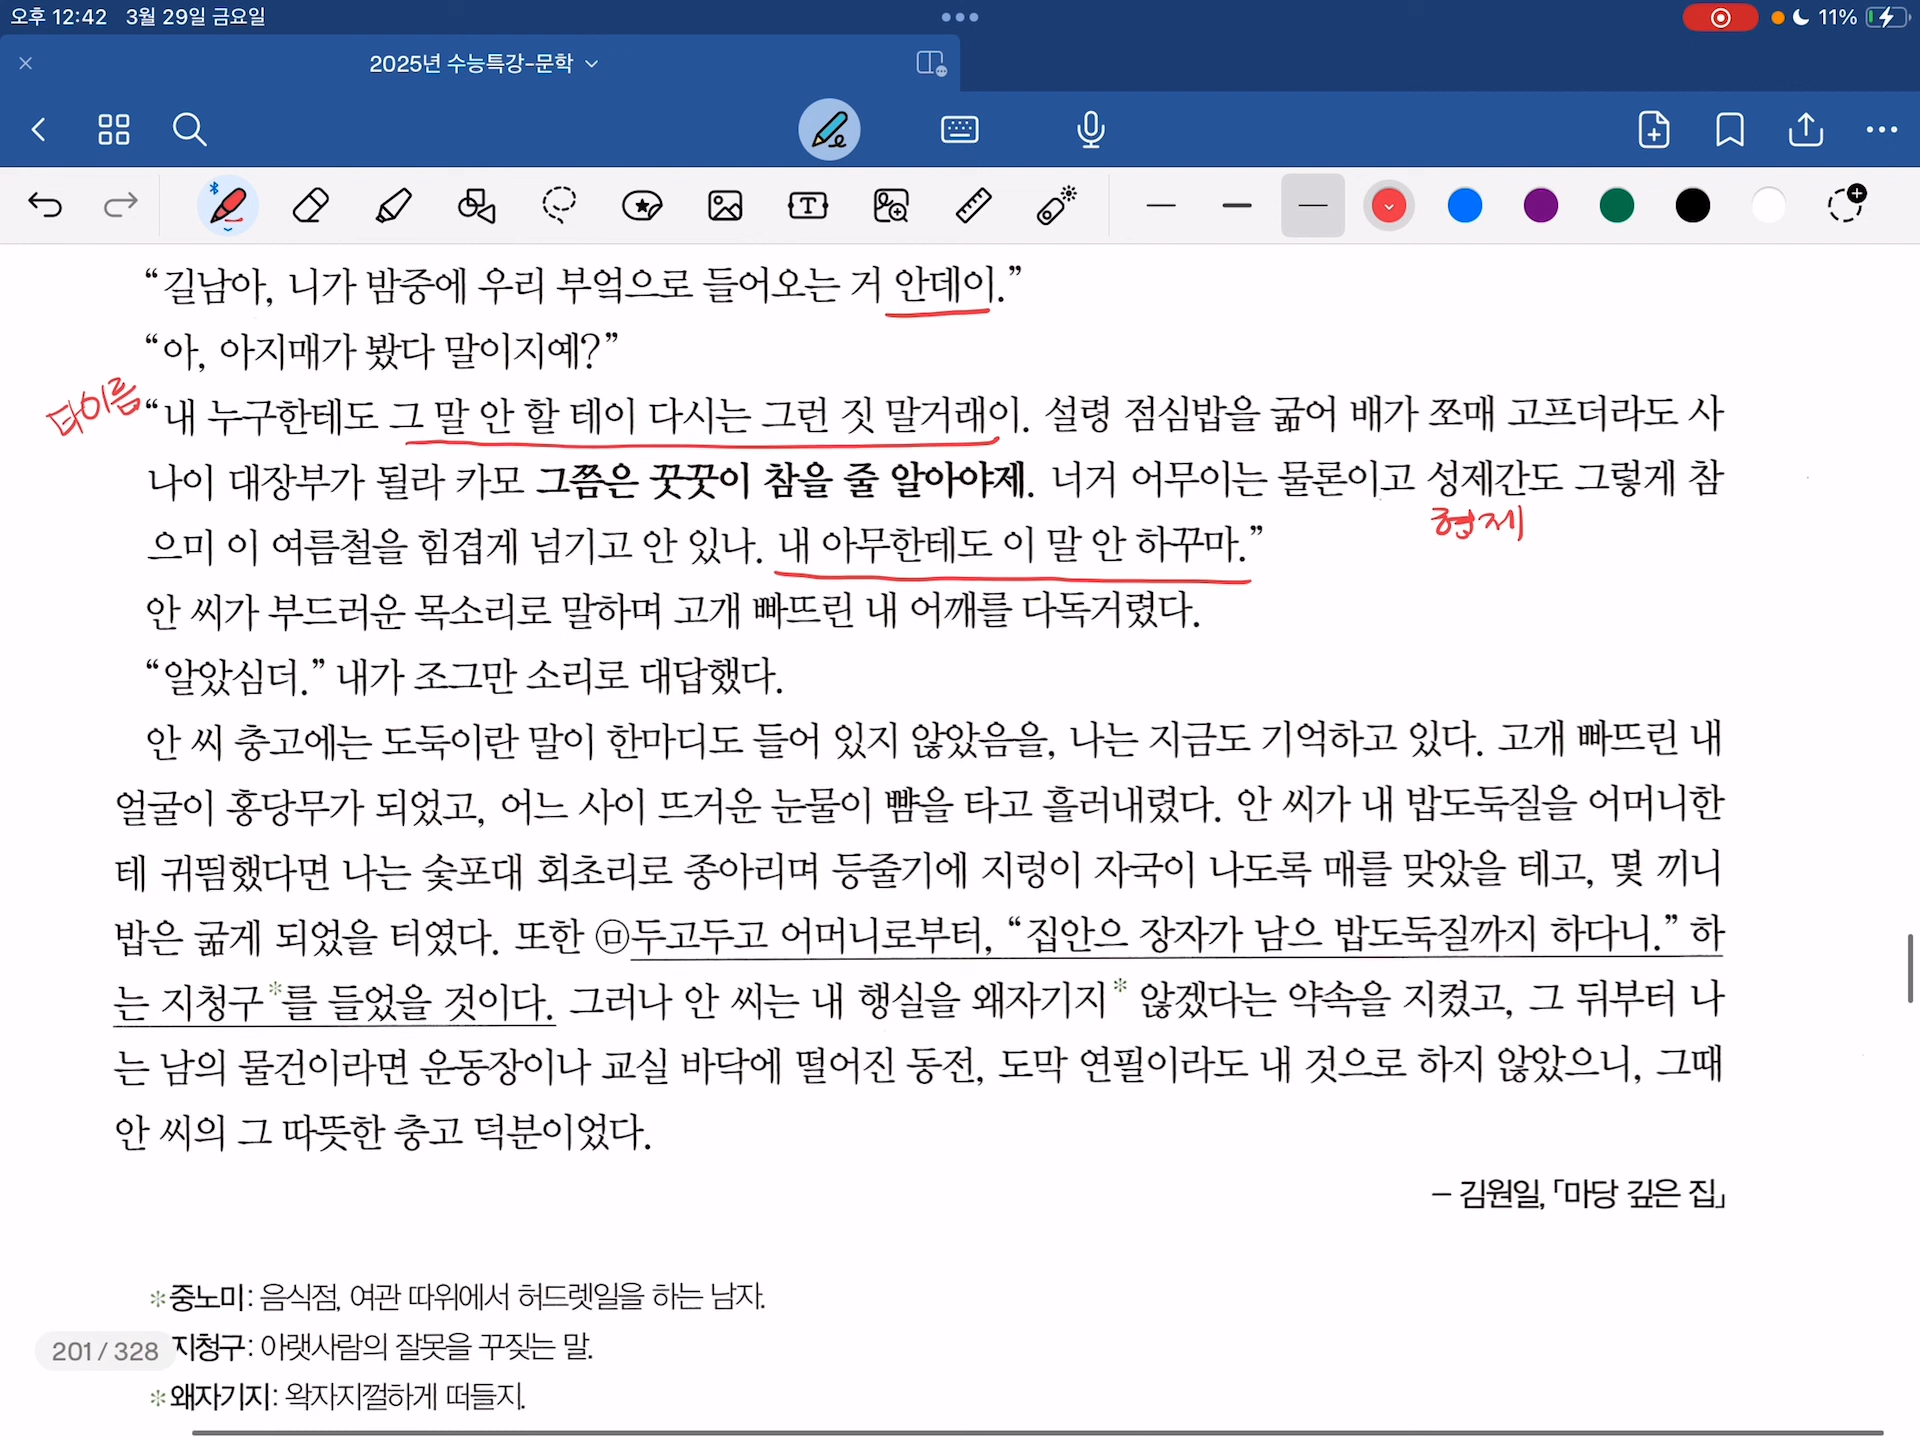 오후 12:42 3월 29일 금요일
11%
2025년 수능특강-문학
“길남아, 니가 밤중에 우리 부엌으로 들어오는 거 안데이.”
“아, 아지매가 봤다 말이지예?”
타이름
“내 누구한테도 그 말 안 할 테이 다시는 그런 짓 말거래이. 설령 점심밥을 굶어 배가 쪼매 고프더라도 사
나이 대장부가 될라 카모 그쯤은 꿋꿋이 참을 줄 알아야제. 너거 어무이는 물론이고 성제간도 그렇게 참
형제
으미 이 여름철을 힘겹게 넘기고 안 있나. 내 아무한테도 이 말 안 하꾸마.”
안 씨가 부드러운 목소리로 말하며 고개 빠뜨린 내 어깨를 다독거렸다.
“알았심더.” 내가 조그만 소리로 대답했다.
안 씨 충고에는 도둑이란 말이 한마디도 들어 있지 않았음을, 나는 지금도 기억하고 있다. 고개 빠뜨린 내
얼굴이 홍당무가 되었고, 어느 사이 뜨거운 눈물이 뺨을 타고 흘러내렸다. 안 씨가 내 밥도둑질을 어머니한
테 귀띔했다면 나는 숯포대 회초리로 종아리며 등줄기에 지렁이 자국이 나도록 매를 맞았을 테고, 몇 끼니
밥은 굶게 되었을 터였다. 또한 ㉤두고두고 어머니로부터, “집안으 장자가 남으 밥도둑질까지 하다니.” 하
는 지청구*를 들었을 것이다. 그러나 안 씨는 내 행실을 왜자기지* 않겠다는 약속을 지켰고, 그 뒤부터 나
는 남의 물건이라면 운동장이나 교실 바닥에 떨어진 동전, 도막 연필이라도 내 것으로 하지 않았으니, 그때
안 씨의 그 따뜻한 충고 덕분이었다.
– 김원일, 「마당 깊은 집」
*중노미: 음식점, 여관 따위에서 허드렛일을 하는 남자.
201 / 328 지청구: 아랫사람의 잘못을 꾸짖는 말.
*왜자기지: 왁자지껄하게 떠들지.